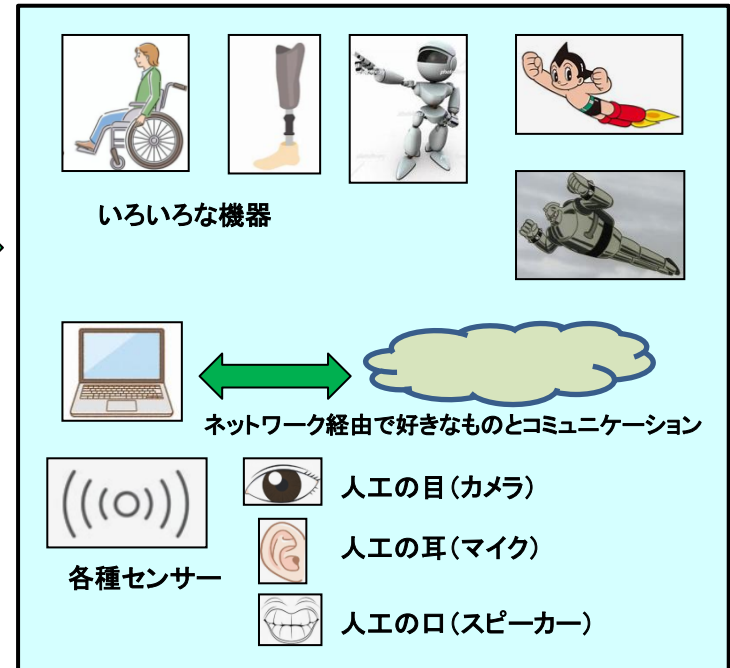 いろいろな機器
ネットワーク経由で好きなものとコミュニケーション
各種センサー
人工の目(カメラ)
人工の耳(マイク)
人工の口(スピーカー)